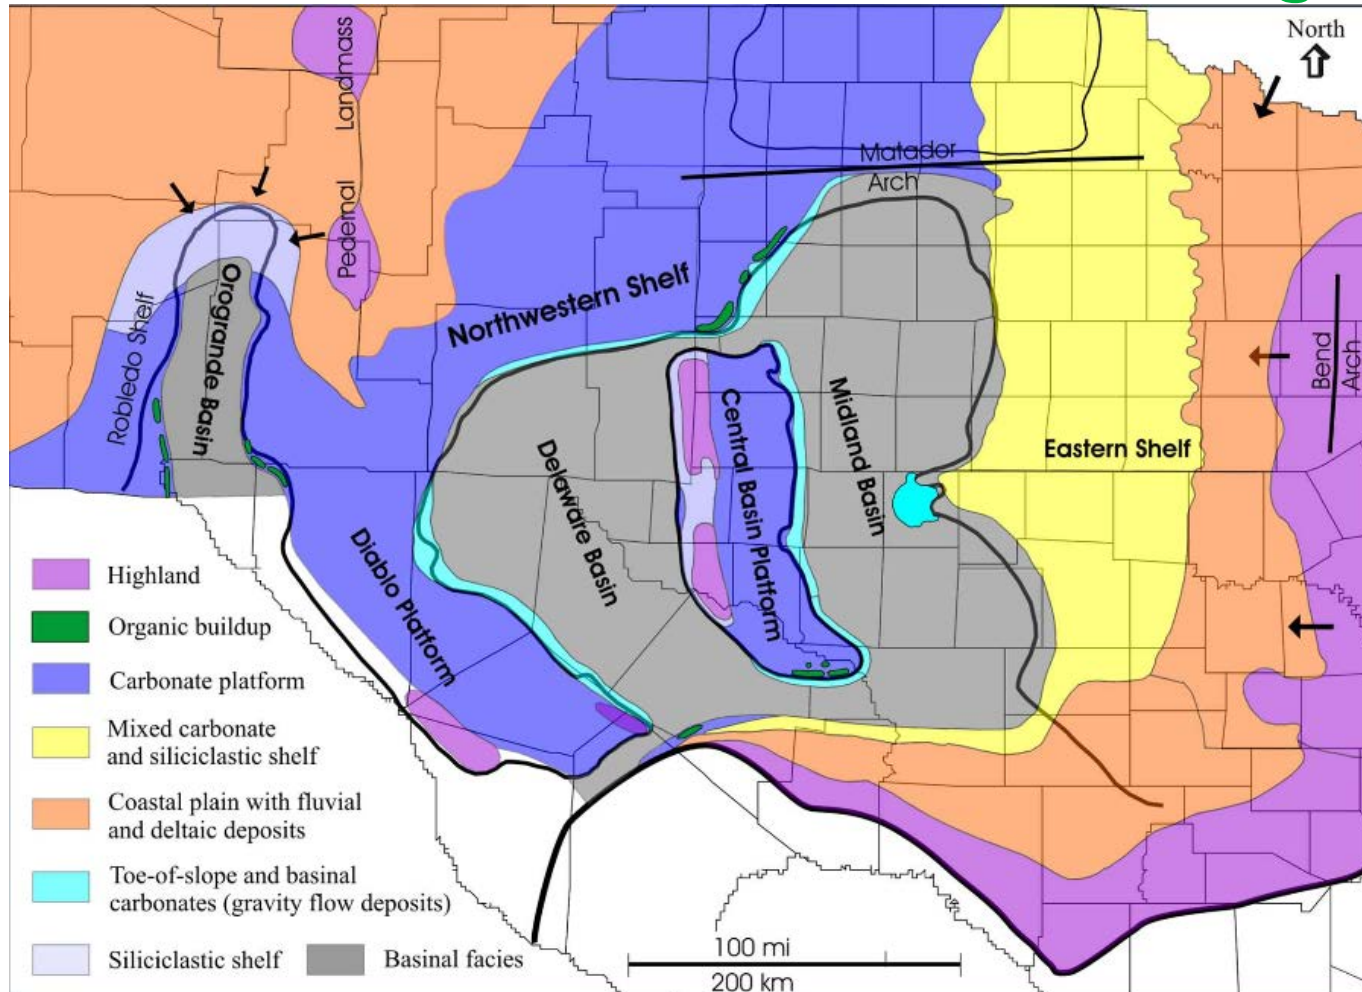 North
Landmass
Pedernal
Matador
Arch
Robledo Shelf
Orogrande Basin
Northwestern Shelf
Bend
Arch
Delaware Basin
Central Basin Platform
Midland Basin
Eastern Shelf
Diablo Platform
Highland
Organic buildup
Carbonate platform
Mixed carbonate
and siliciclastic shelf
Coastal plain with fluvial
and deltaic deposits
Toe-of-slope and basinal
carbonates (gravity flow deposits)
Siliciclastic shelf
Basinal facies
100 mi
200 km